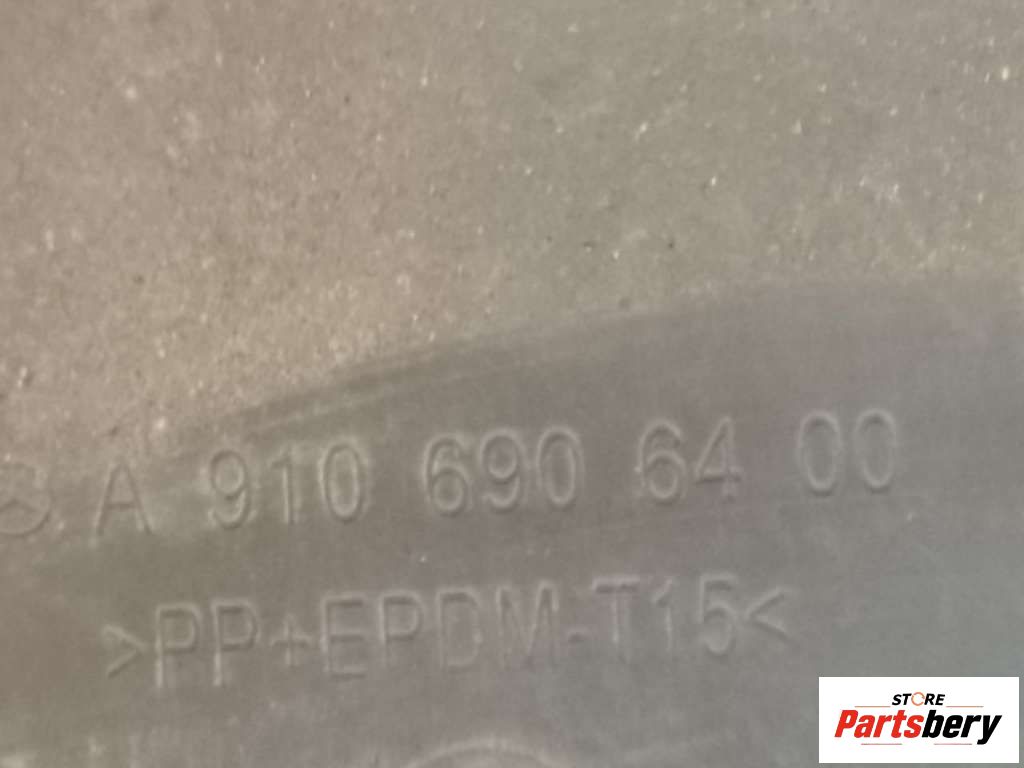 A 910 690 64 00
>PP+EPDM-T15<
STORE
Partsbery